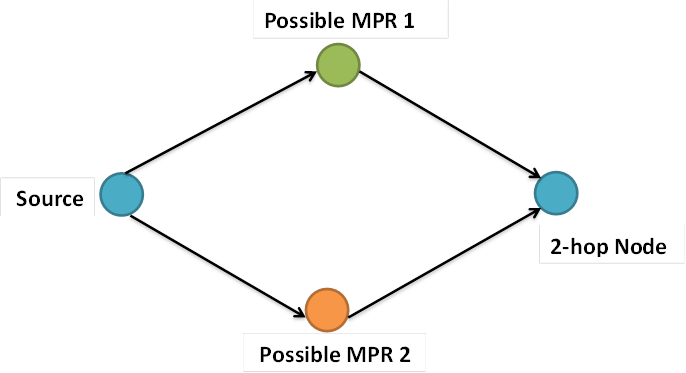 Possible MPR 1
Source
2-hop Node
Possible MPR 2